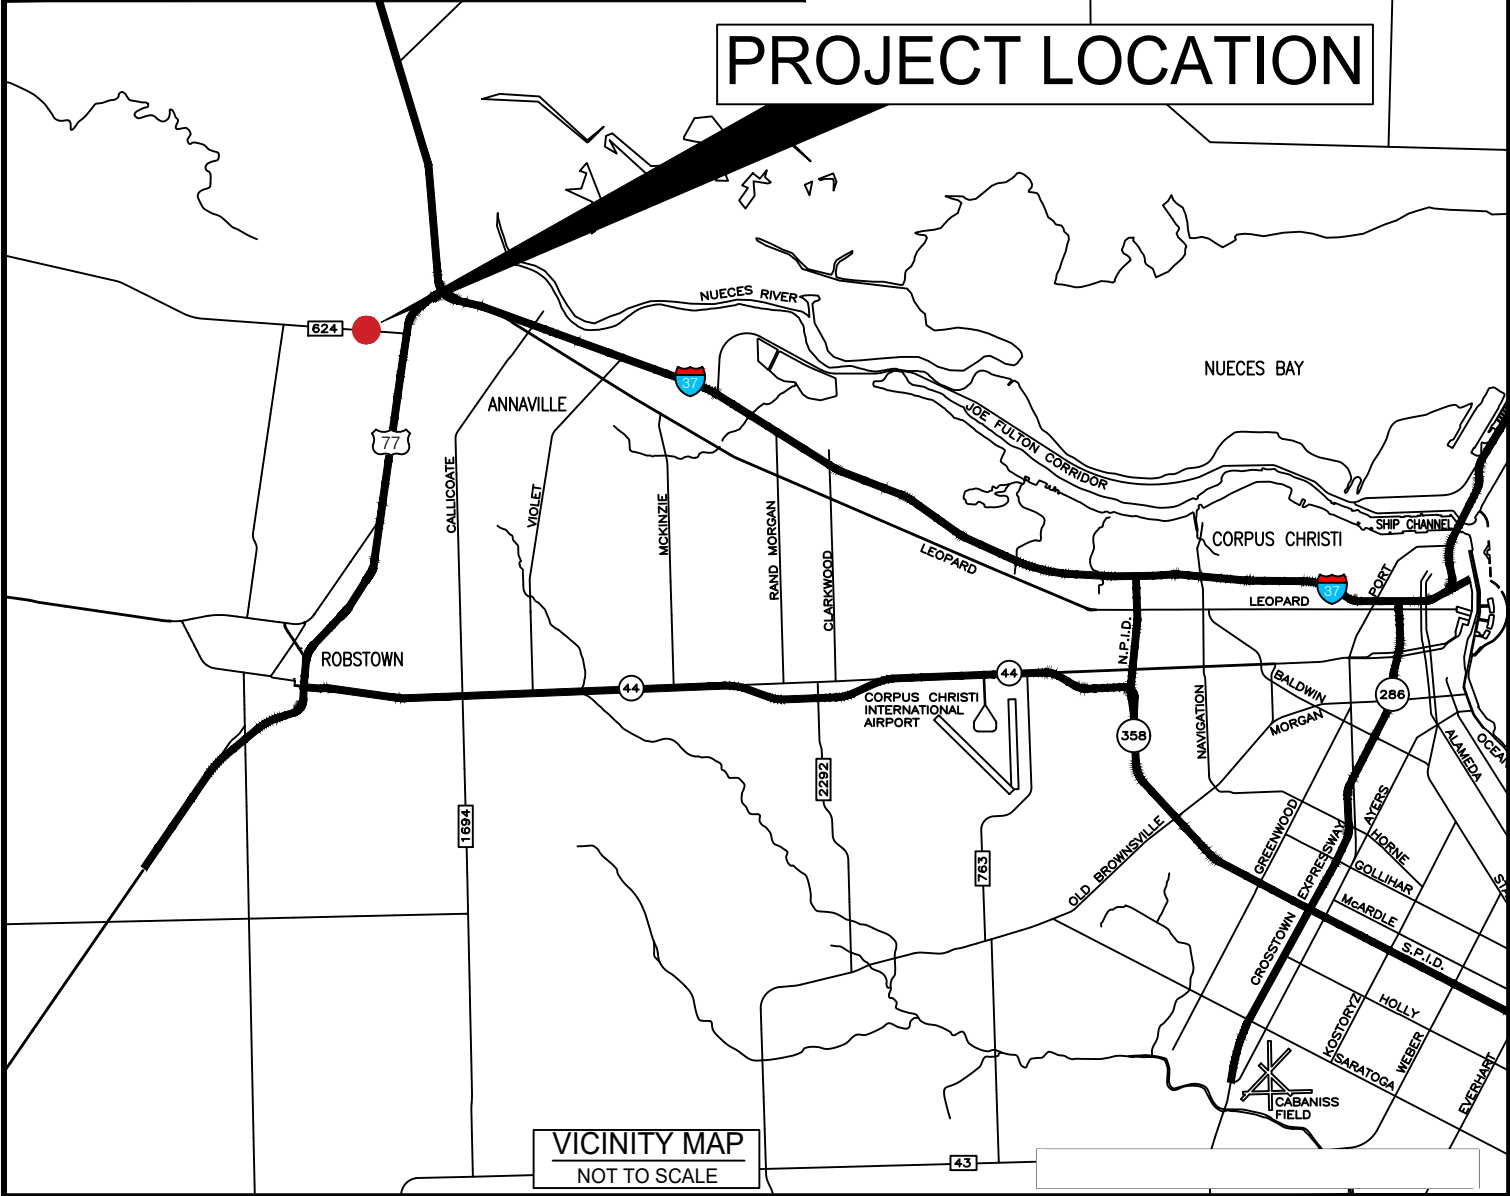 PROJECT LOCATION
NUECES RIVER
624
NUECES BAY
37
ANNAVILLE
JOE FULTON CORRIDOR
77
CALLICOATE
VIOLET
MCKINZIE
RAND MORGAN
CLARKWOOD
LEOPARD
SHIP CHANNEL
CORPUS CHRISTI
PORT
37
LEOPARD
N.P.I.D.
ROBSTOWN
44
44
CORPUS CHRISTI
INTERNATIONAL
AIRPORT
NAVIGATION
BALDWIN
MORGAN
286
358
ALAMEDA
OCEAN
2292
1694
763
OLD BROWNSVILLE
GREENWOOD
CROSSTOWN EXPRESSWAY
AYERS
HORNE
GOLLIHAR
McARDLE
S.P.I.D.
KOSTORYZ
HOLLY
WEBER
SARATOGA
EVERHART
CABANISS
FIELD
VICINITY MAP
NOT TO SCALE
43